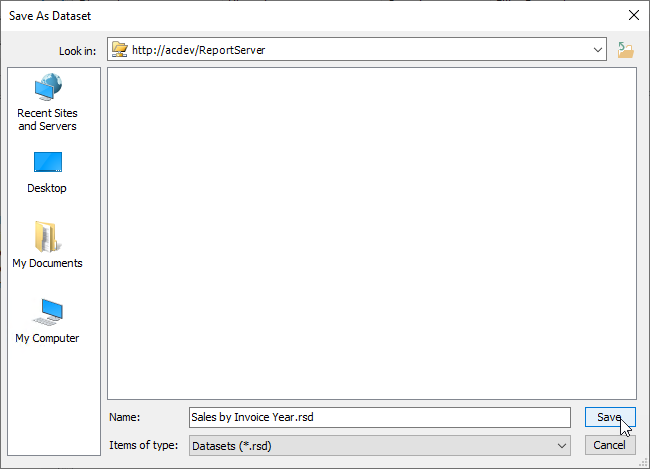 Save As Dataset
Look in:
http://acdev/ReportServer
Recent Sites
and Servers
Desktop
My Documents
My Computer
Name:
Sales by Invoice Year.rsd
Save
Items of type:
Datasets (*.rsd)
Cancel